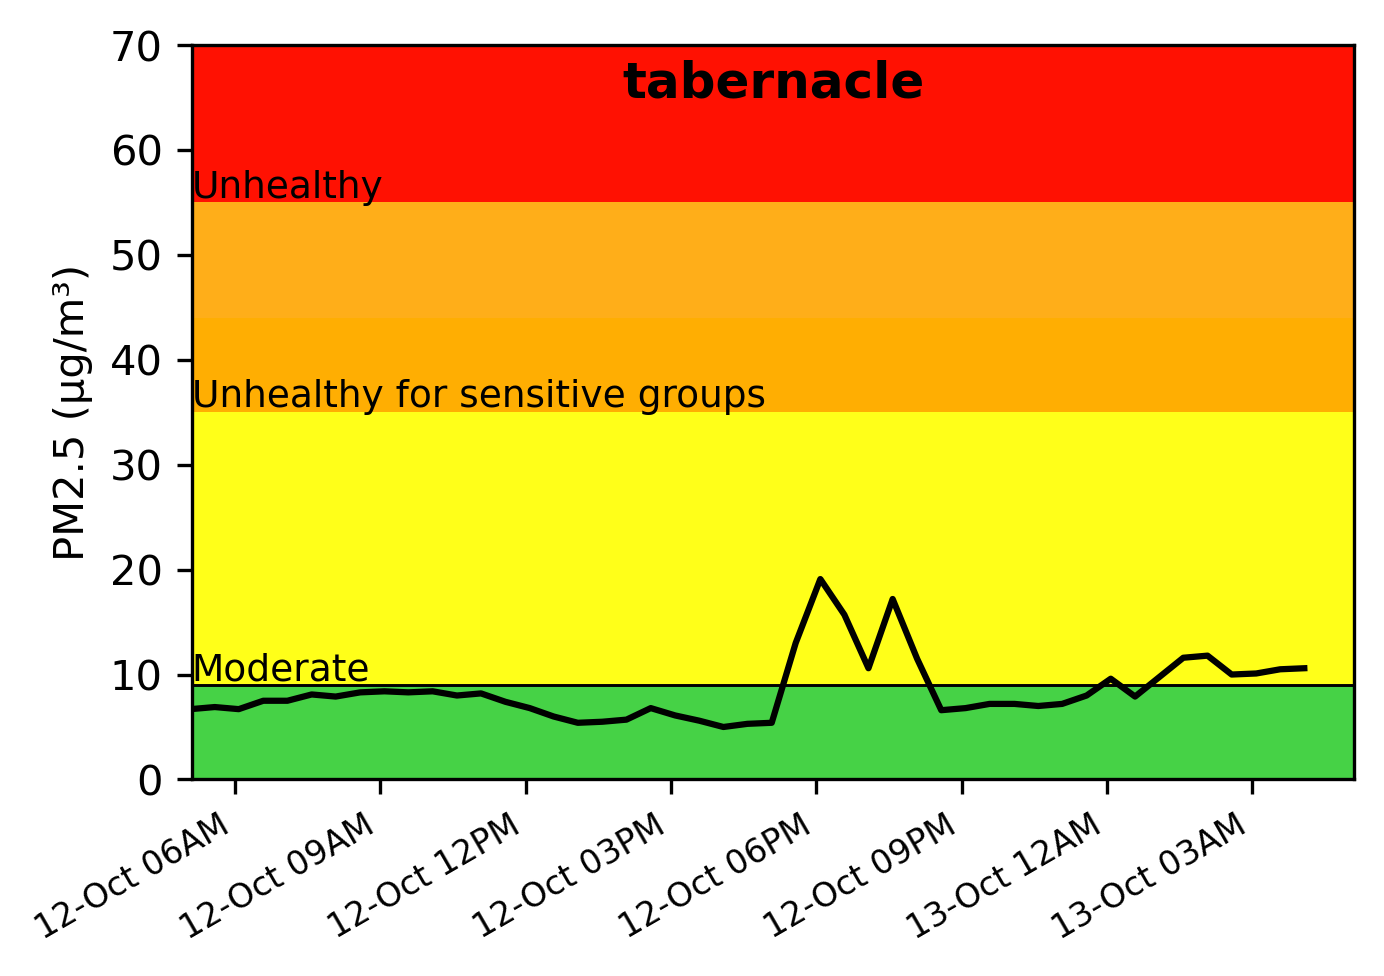 tabernacle
70
60
50
40
30
20
10
0
PM2.5 (µg/m³)
Unhealthy
Unhealthy for sensitive groups
Moderate
12-Oct 06AM
12-Oct 09AM
12-Oct 12PM
12-Oct 03PM
12-Oct 06PM
12-Oct 09PM
13-Oct 12AM
13-Oct 03AM